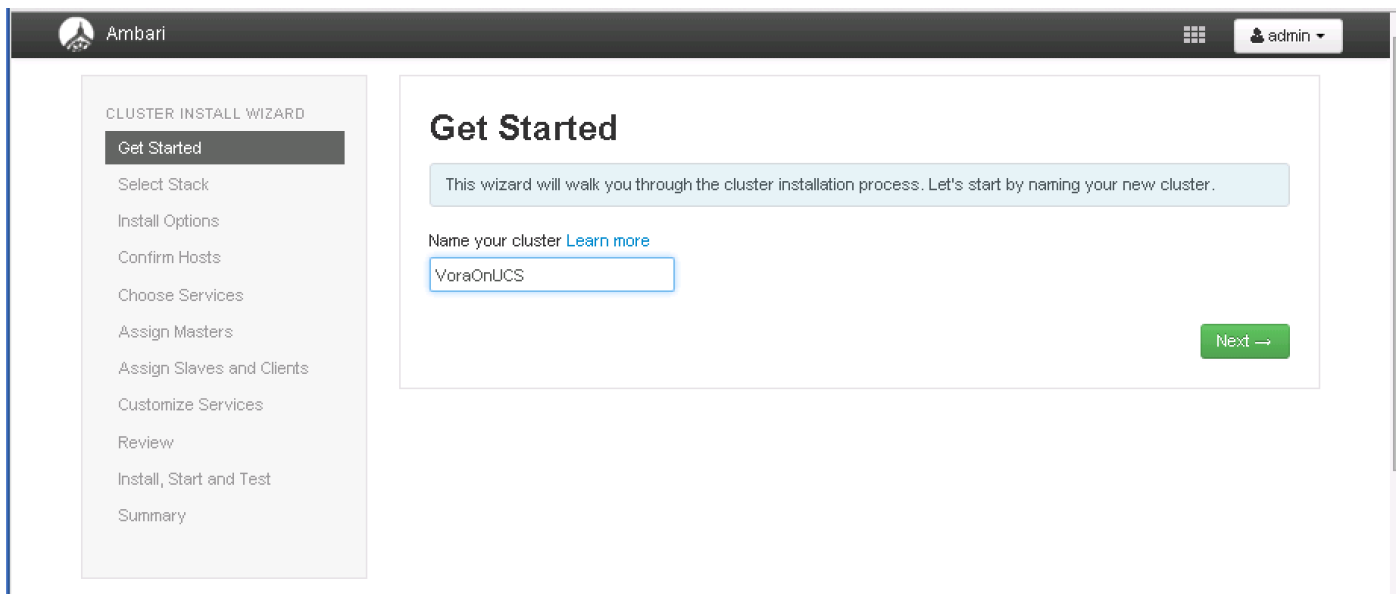 Ambari
admin
CLUSTER INSTALL WIZARD
Get Started
Select Stack
Install Options
Confirm Hosts
Choose Services
Assign Masters
Assign Slaves and Clients
Customize Services
Review
Install, Start and Test
Summary
Get Started
This wizard will walk you through the cluster installation process. Let's start by naming your new cluster.
Name your cluster Learn more
VoraOnUCS
Next →